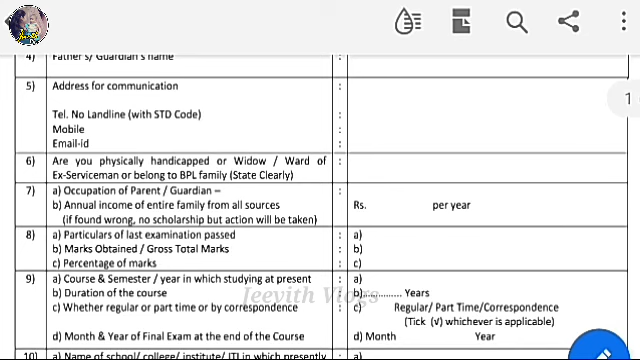 4) Father's/ Guardian's name :
5) Address for communication :
Tel. No Landline (with STD Code) :
Mobile :
Email-id :
1
6) Are you physically handicapped or Widow / Ward of :
Ex-Serviceman or belong to BPL family (State Clearly)
7) a) Occupation of Parent / Guardian – :
b) Annual income of entire family from all sources Rs. per year
(if found wrong, no scholarship but action will be taken)
8) a) Particulars of last examination passed : a)
b) Marks Obtained / Gross Total Marks : b)
c) Percentage of marks : c)
9) a) Course & Semester / year in which studying at present : a)
b) Duration of the course : b).............. Years
Jeevith Vlogs
c) Whether regular or part time or by correspondence : c) Regular/ Part Time/Correspondence
(Tick (√) whichever is applicable)
d) Month & Year of Final Exam at the end of the Course : d) Month Year
10) a) Name of school/ college/ institute/ ITI in which presently : a)